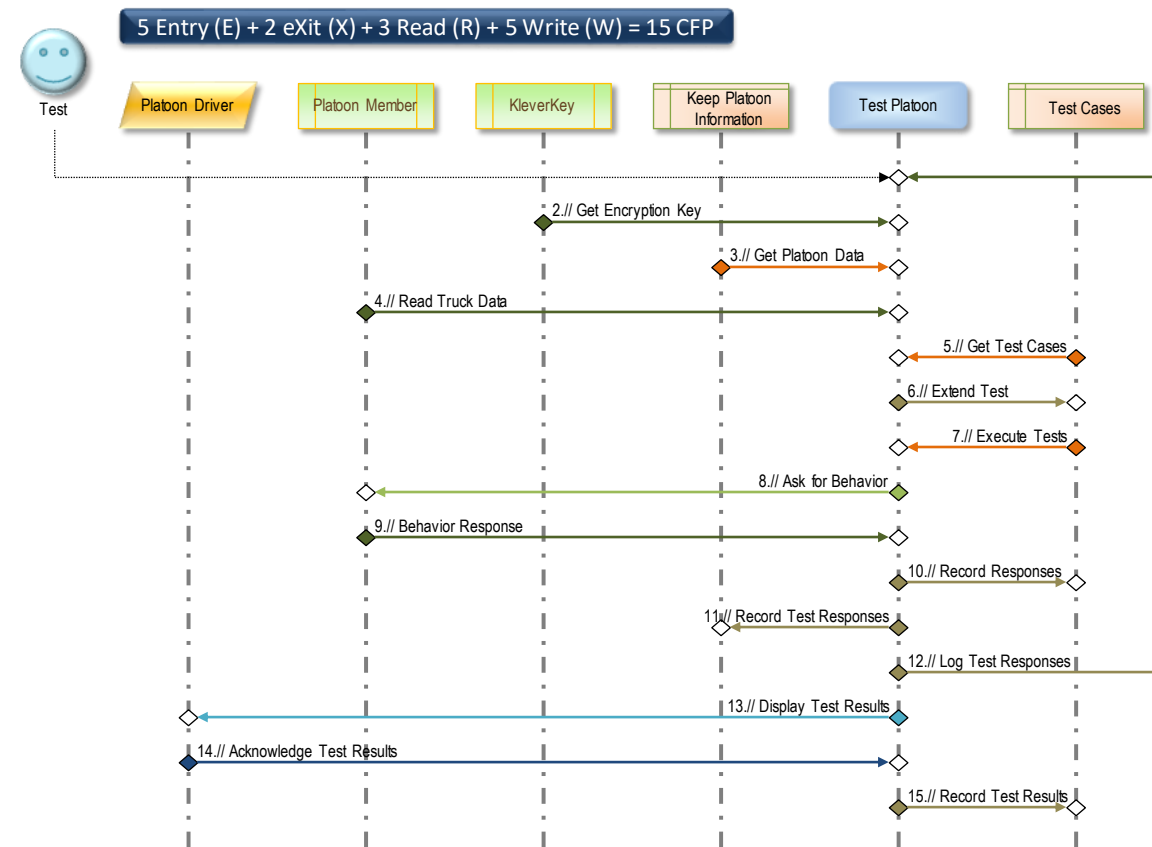 5 Entry (E) + 2 eXit (X) + 3 Read (R) + 5 Write (W) = 15 CFP
Test
Platoon Driver
Platoon Member
KleverKey
Keep Platoon
Information
Test Platoon
Test Cases
2.// Get Encryption Key
3.// Get Platoon Data
4.// Read Truck Data
5.// Get Test Cases
6.// Extend Test
7.// Execute Tests
8.// Ask for Behavior
9.// Behavior Response
10.// Record Responses
11.// Record Test Responses
12.// Log Test Responses
13.// Display Test Results
14.// Acknowledge Test Results
15.// Record Test Results